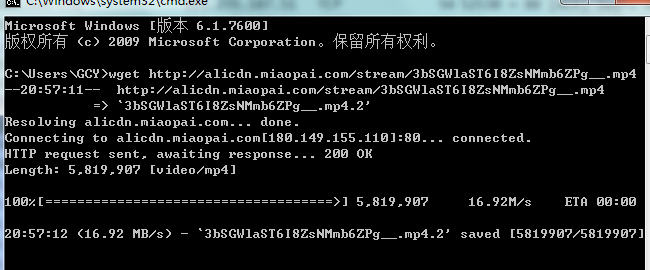 C:\Windows\system32\cmd.exe
Microsoft Windows [版本 6.1.7600]
版权所有 (c) 2009 Microsoft Corporation。保留所有权利。
C:\Users\GCY>wget http://alicdn.miaopai.com/stream/3bSGWlaST6I8ZsNMmb6ZPg__.mp4
--20:57:11--  http://alicdn.miaopai.com/stream/3bSGWlaST6I8ZsNMmb6ZPg__.mp4
=> `3bSGWlaST6I8ZsNMmb6ZPg__.mp4.2'
Resolving alicdn.miaopai.com... done.
Connecting to alicdn.miaopai.com[180.149.155.110]:80... connected.
HTTP request sent, awaiting response... 200 OK
Length: 5,819,907 [video/mp4]
100%[====================================>] 5,819,907     16.92M/s    ETA 00:00
20:57:12 (16.92 MB/s) - `3bSGWlaST6I8ZsNMmb6ZPg__.mp4.2' saved [5819907/5819907]